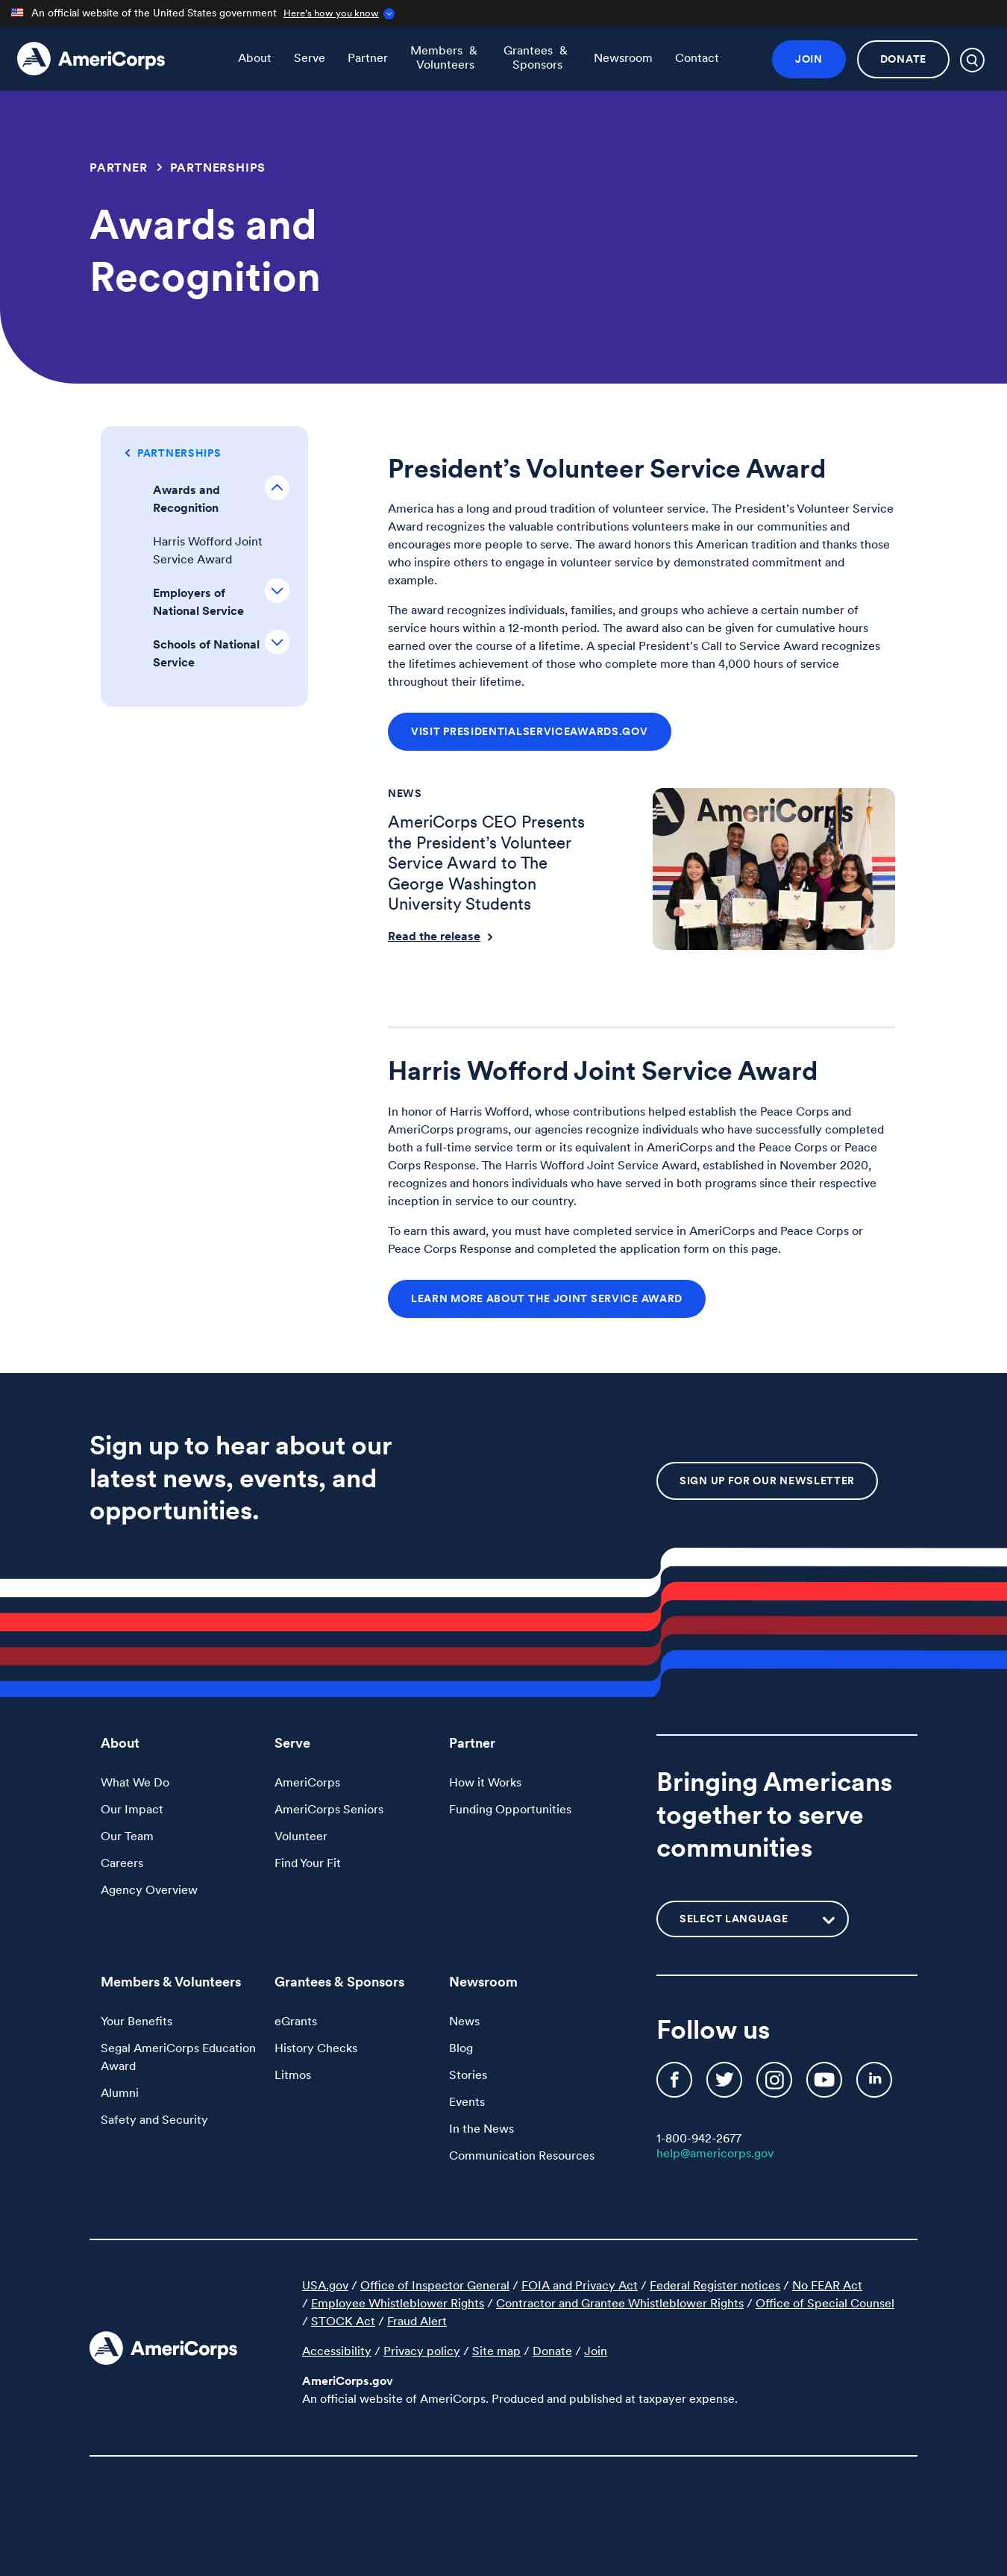 An official website of the United States government Here's how you know
AmeriCorps
About Serve Partner Members & Volunteers Grantees & Sponsors Newsroom Contact JOIN DONATE
PARTNER > PARTNERSHIPS
Awards and
Recognition
PARTNERSHIPS
Awards and
Recognition
Harris Wofford Joint
Service Award
Employers of
National Service
Schools of National
Service
President’s Volunteer Service Award
America has a long and proud tradition of volunteer service. The President’s Volunteer Service
Award recognizes the valuable contributions volunteers make in our communities and
encourages more people to serve. The award honors this American tradition and thanks those
who inspire others to engage in volunteer service by demonstrated commitment and
example.
The award recognizes individuals, families, and groups who achieve a certain number of
service hours within a 12-month period. The award also can be given for cumulative hours
earned over the course of a lifetime. A special President's Call to Service Award recognizes
the lifetimes achievement of those who complete more than 4,000 hours of service
throughout their lifetime.
VISIT PRESIDENTIALSERVICEAWARDS.GOV
NEWS
AmeriCorps CEO Presents
the President’s Volunteer
Service Award to The
George Washington
University Students
Read the release
AmeriCorps
Harris Wofford Joint Service Award
In honor of Harris Wofford, whose contributions helped establish the Peace Corps and
AmeriCorps programs, our agencies recognize individuals who have successfully completed
both a full-time service term or its equivalent in AmeriCorps and the Peace Corps or Peace
Corps Response. The Harris Wofford Joint Service Award, established in November 2020,
recognizes and honors individuals who have served in both programs since their respective
inception in service to our country.
To earn this award, you must have completed service in AmeriCorps and Peace Corps or
Peace Corps Response and completed the application form on this page.
LEARN MORE ABOUT THE JOINT SERVICE AWARD
Sign up to hear about our
latest news, events, and
opportunities.
SIGN UP FOR OUR NEWSLETTER
About
What We Do
Our Impact
Our Team
Careers
Agency Overview
Serve
AmeriCorps
AmeriCorps Seniors
Volunteer
Find Your Fit
Partner
How it Works
Funding Opportunities
Bringing Americans
together to serve
communities
SELECT LANGUAGE
Members & Volunteers
Your Benefits
Segal AmeriCorps Education
Award
Alumni
Safety and Security
Grantees & Sponsors
eGrants
History Checks
Litmos
Newsroom
News
Blog
Stories
Events
In the News
Communication Resources
Follow us
1-800-942-2677
help@americorps.gov
AmeriCorps
USA.gov / Office of Inspector General / FOIA and Privacy Act / Federal Register notices / No FEAR Act
/ Employee Whistleblower Rights / Contractor and Grantee Whistleblower Rights / Office of Special Counsel
/ STOCK Act / Fraud Alert
Accessibility / Privacy policy / Site map / Donate / Join
AmeriCorps.gov
An official website of AmeriCorps. Produced and published at taxpayer expense.